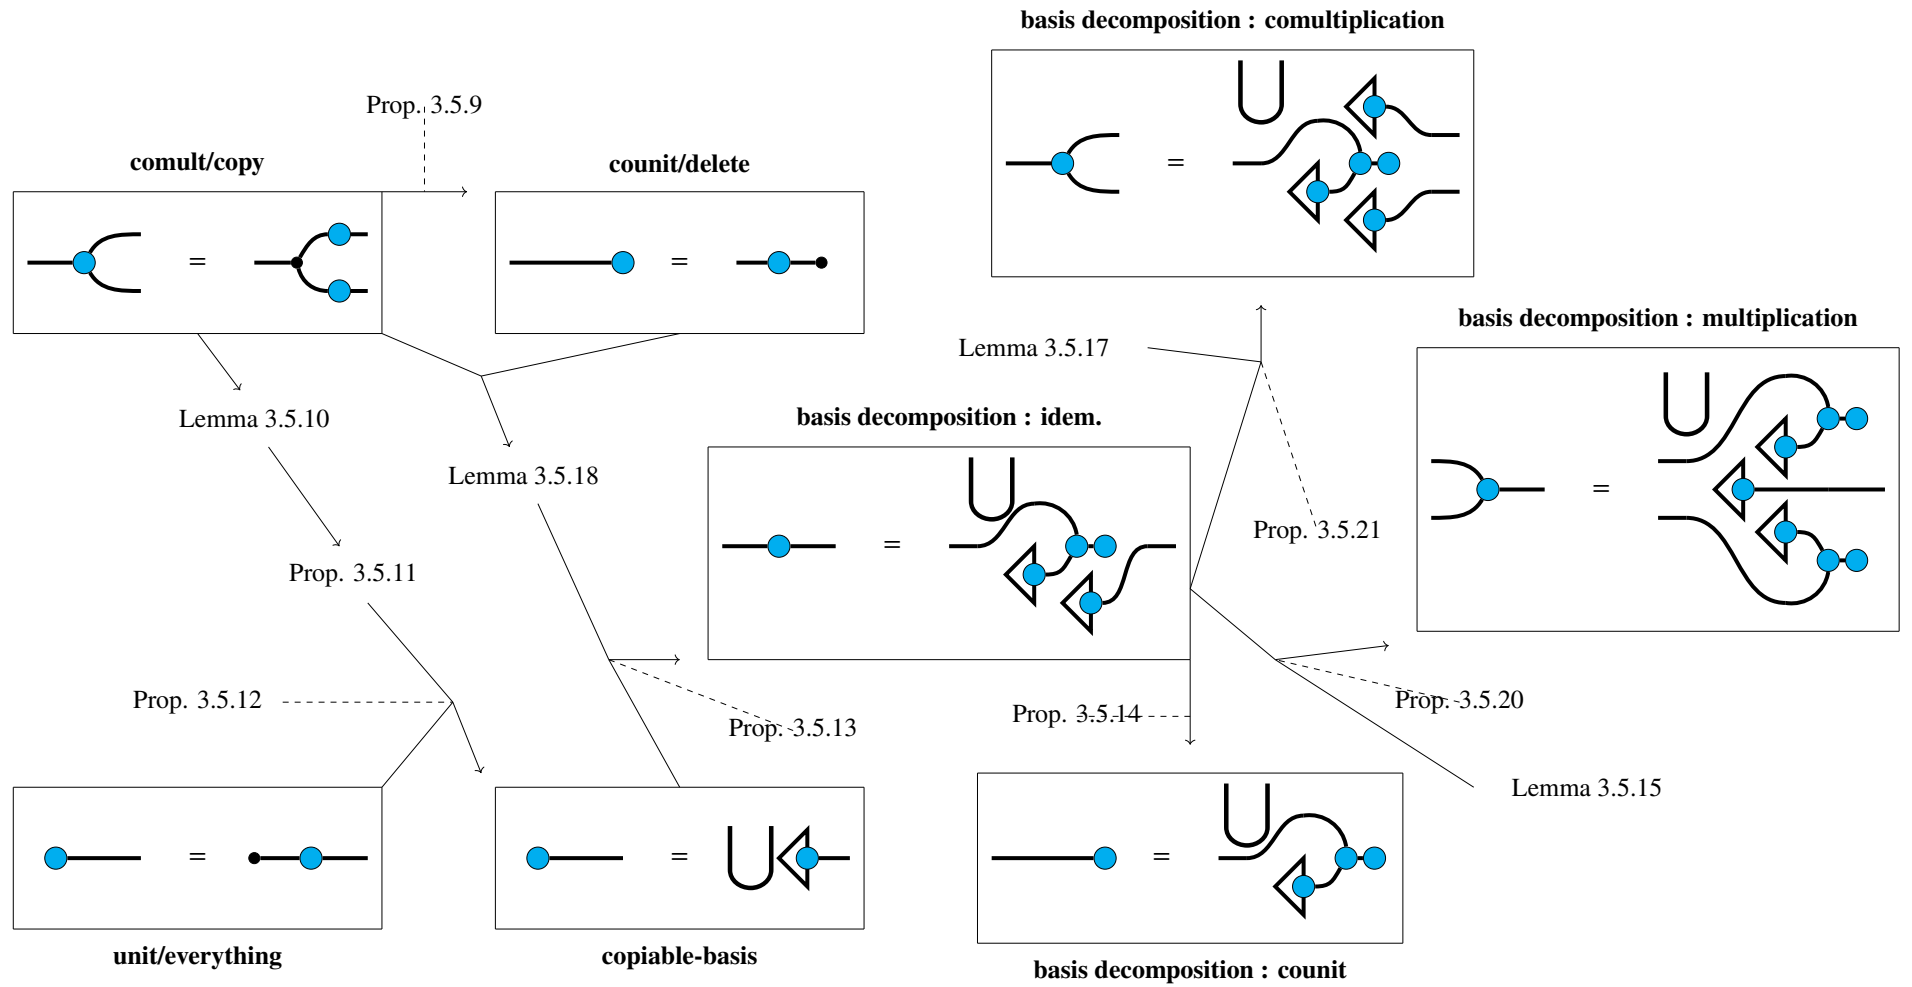 basis decomposition : comultiplication
Prop. 3.5.9
comult/copy
counit/delete
=
=
=
Lemma 3.5.17
basis decomposition : multiplication
Lemma 3.5.10
basis decomposition : idem.
Lemma 3.5.18
Prop. 3.5.21
=
=
Prop. 3.5.11
Prop. 3.5.12
Prop. 3.5.13
Prop. 3.5.14
Prop. 3.5.20
Lemma 3.5.15
=
=
=
unit/everything
copiable-basis
basis decomposition : counit